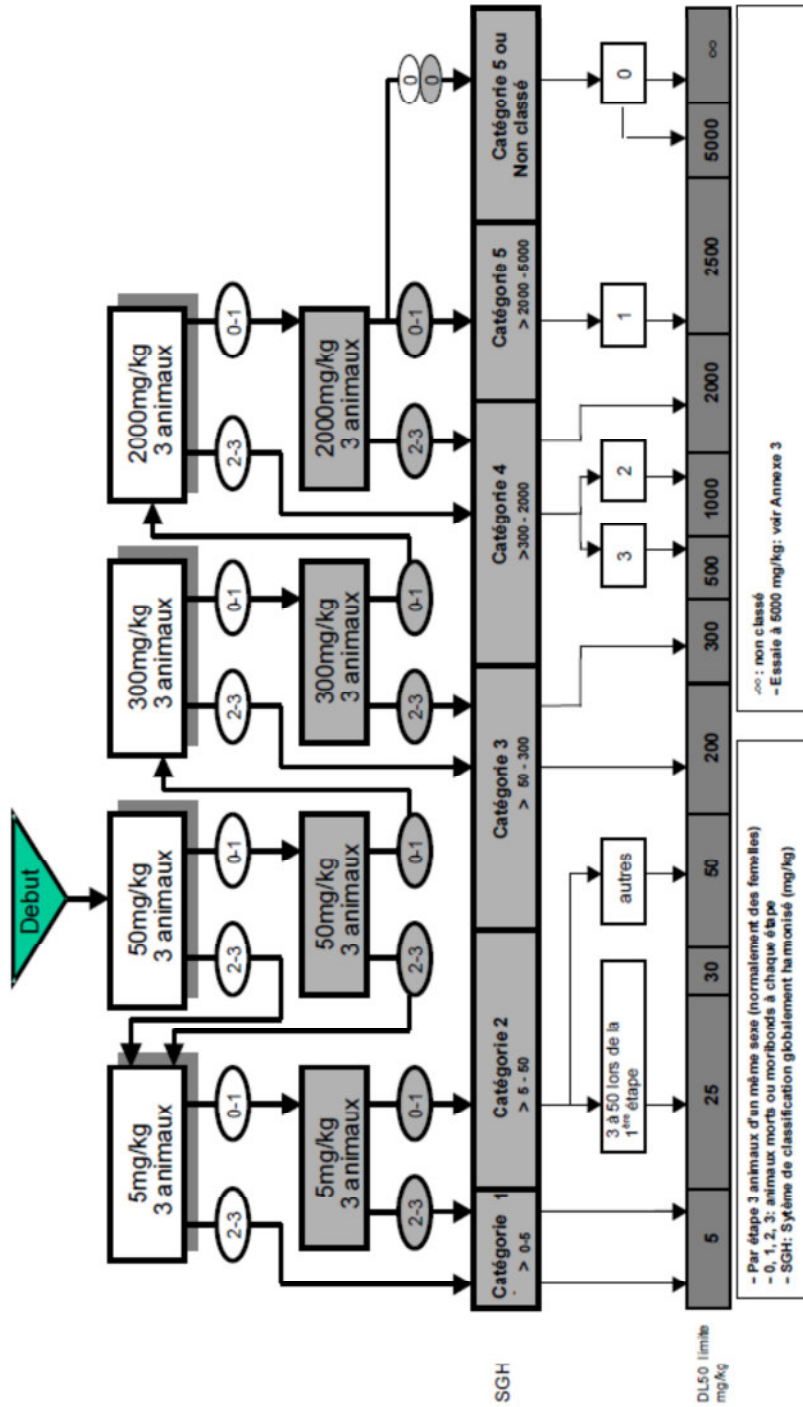 Debut
5mg/kg
3 animaux
50mg/kg
3 animaux
300mg/kg
3 animaux
2000mg/kg
3 animaux
2-3
0-1
2-3
0-1
2-3
0-1
2-3
0-1
5mg/kg
3 animaux
50mg/kg
3 animaux
300mg/kg
3 animaux
2000mg/kg
3 animaux
2-3
0-1
2-3
0-1
2-3
0-1
2-3
0-1
0
0
SGH
Catégorie 1
> 0-5
Catégorie 2
> 5 - 50
Catégorie 3
> 50 - 300
Catégorie 4
>300 - 2000
Catégorie 5
> 2000 -5000
Catégorie 5 ou
Non classé
3 à 50 lors de la
1ère étape
autres
3
2
1
0
DL50 limite
mg/kg
5
25
30
50
200
300
500
1000
2000
2500
5000
∞
- Par étape 3 animaux d'un même sexe (normalement des femelles)
- 0, 1, 2, 3: animaux morts ou moribonds à chaque étape
- SGH: Sytème de classification globalement harmonisé (mg/kg)
∞ : non classé
- Essaie à 5000 mg/kg: voir Annexe 3